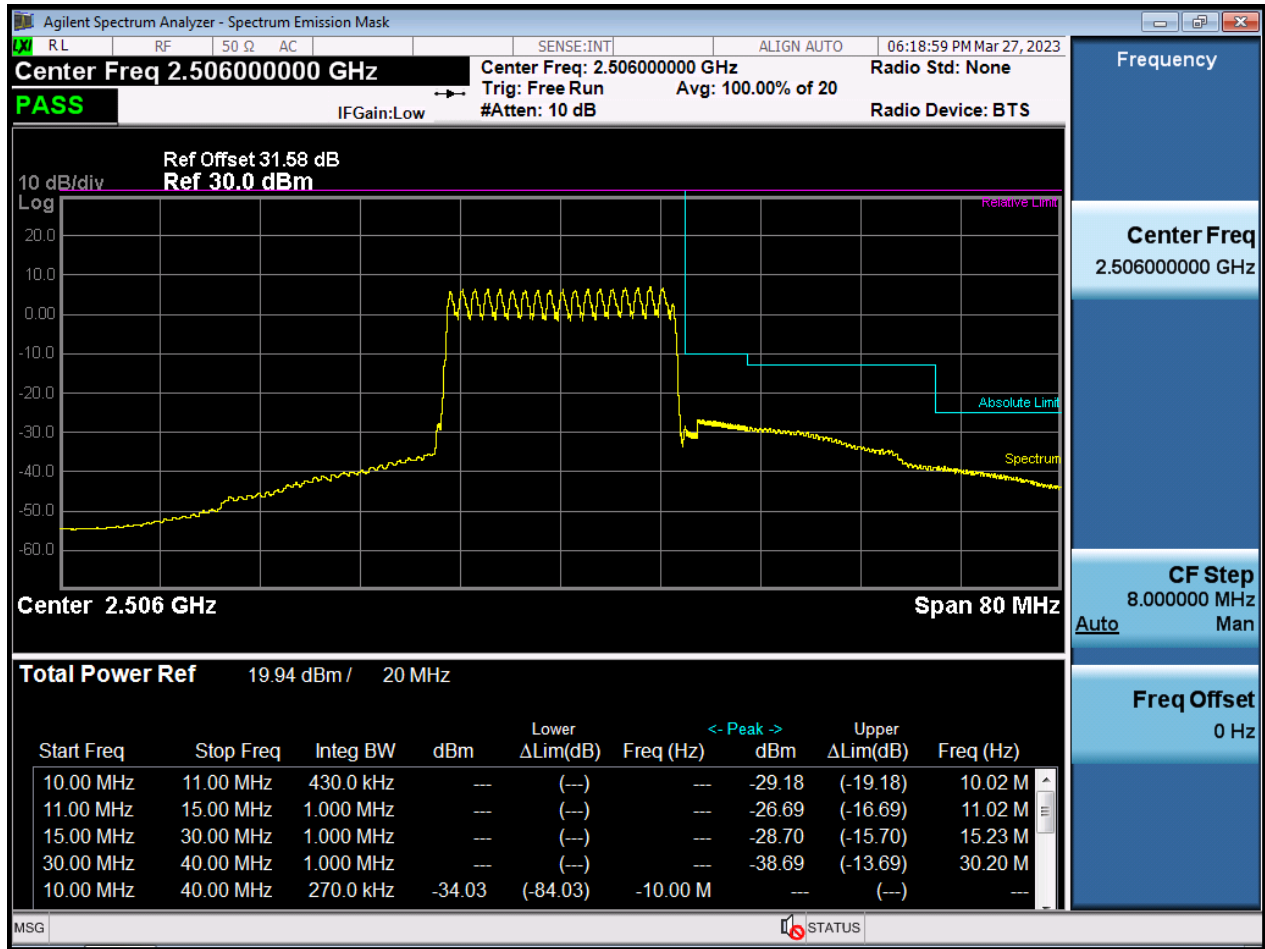 Agilent Spectrum Analyzer - Spectrum Emission Mask
LXI RL RF 50 Ω AC SENSE:INT ALIGN AUTO 06:18:59 PM Mar 27, 2023
Center Freq 2.506000000 GHz
PASS
IFGain:Low
Center Freq: 2.506000000 GHz
Trig: Free Run Avg: 100.00% of 20
#Atten: 10 dB
Radio Std: None
Radio Device: BTS
Ref Offset 31.58 dB
10 dB/div Ref 30.0 dBm
Log
Relative Limit
20.0
10.0
0.00
-10.0
-20.0
Absolute Limit
-30.0
Spectrum
-40.0
-50.0
-60.0
Center 2.506 GHz Span 80 MHz
Total Power Ref 19.94 dBm / 20 MHz
Lower <- Peak -> Upper
Start Freq Stop Freq Integ BW dBm ΔLim(dB) Freq (Hz) dBm ΔLim(dB) Freq (Hz)
10.00 MHz 11.00 MHz 430.0 kHz --- (---) --- -29.18 (-19.18) 10.02 M
11.00 MHz 15.00 MHz 1.000 MHz --- (---) --- -26.69 (-16.69) 11.02 M
15.00 MHz 30.00 MHz 1.000 MHz --- (---) --- -28.70 (-15.70) 15.23 M
30.00 MHz 40.00 MHz 1.000 MHz --- (---) --- -38.69 (-13.69) 30.20 M
10.00 MHz 40.00 MHz 270.0 kHz -34.03 (-84.03) -10.00 M --- (---) ---
MSG STATUS
Frequency
Center Freq
2.506000000 GHz
CF Step
8.000000 MHz
Auto Man
Freq Offset
0 Hz